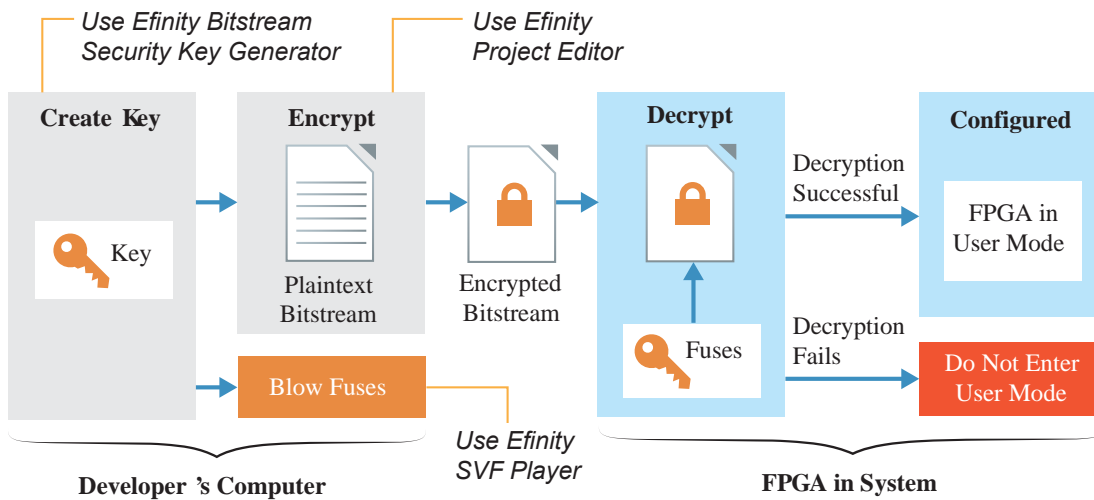 Use Efinity Bitstream
Security Key Generator
Use Efinity
Project Editor
Create Key
Encrypt
Decrypt
Configured
Key
Plaintext
Bitstream
Encrypted
Bitstream
Fuses
Decryption
Successful
FPGA in
User Mode
Decryption
Fails
Blow Fuses
Do Not Enter
User Mode
Use Efinity
SVF Player
Developer 's Computer
FPGA in System